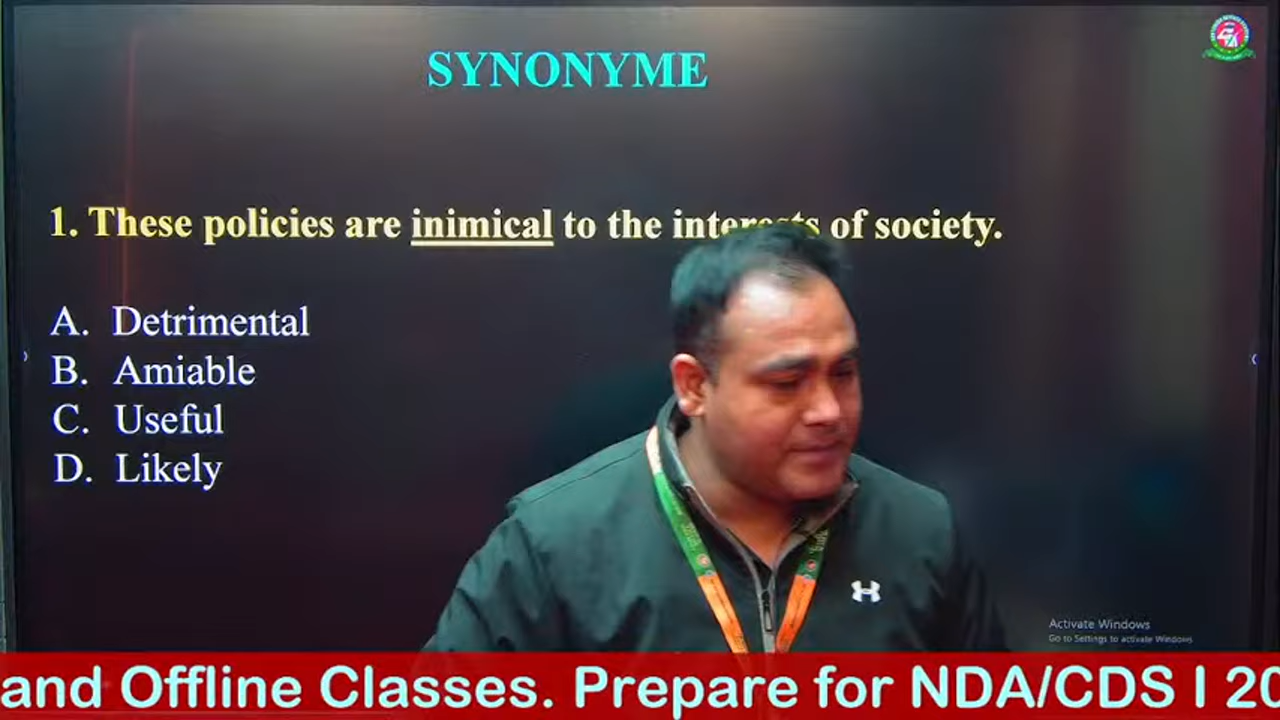 SYNONYME
1. These policies are inimical to the interests of society.
A. Detrimental
B. Amiable
C. Useful
D. Likely
Activate Windows
Go to Settings to activate Windows
and Offline Classes. Prepare for NDA/CDS I 20